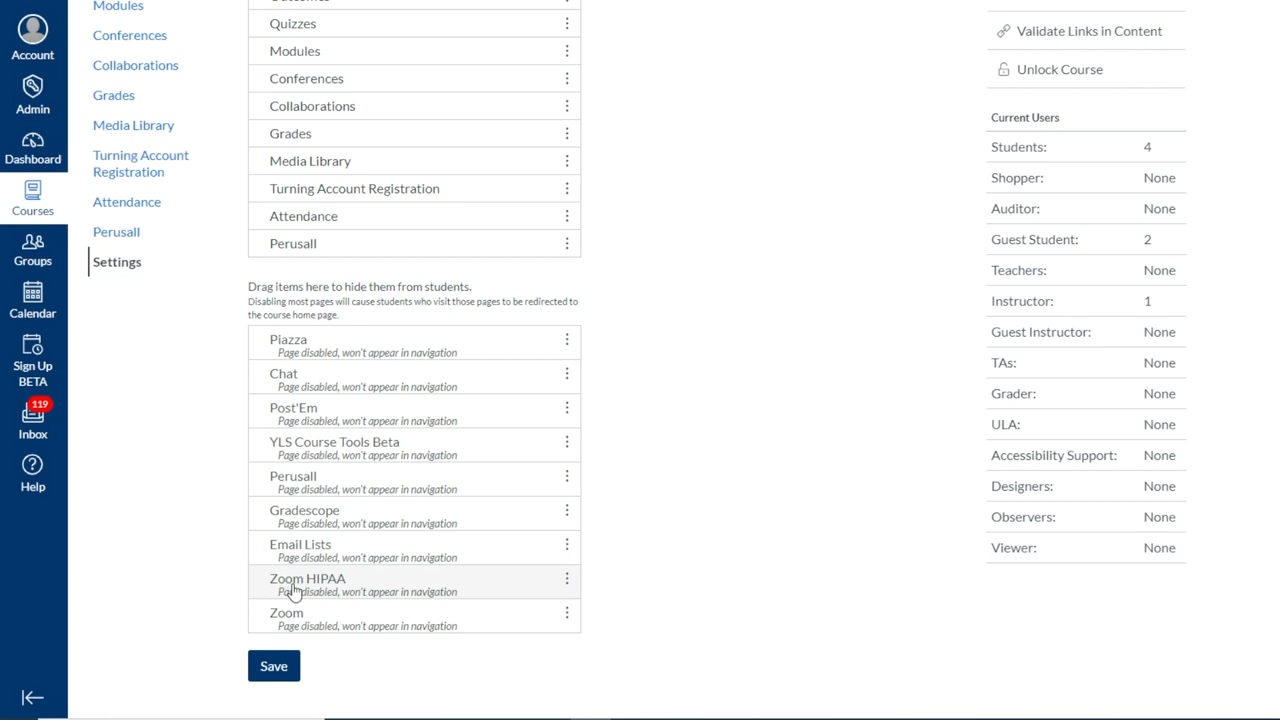 Account
Admin
Dashboard
Courses
Groups
Calendar
Sign Up
BETA
119
Inbox
Help
Modules
Conferences
Collaborations
Grades
Media Library
Turning Account
Registration
Attendance
Perusall
Settings
Quizzes
Modules
Conferences
Collaborations
Grades
Media Library
Turning Account Registration
Attendance
Perusall
Drag items here to hide them from students.
Disabling most pages will cause students who visit those pages to be redirected to
the course home page.
Piazza
Page disabled, won't appear in navigation
Chat
Page disabled, won't appear in navigation
Post'Em
Page disabled, won't appear in navigation
YLS Course Tools Beta
Page disabled, won't appear in navigation
Perusall
Page disabled, won't appear in navigation
Gradescope
Page disabled, won't appear in navigation
Email Lists
Page disabled, won't appear in navigation
Zoom HIPAA
Page disabled, won't appear in navigation
Zoom
Page disabled, won't appear in navigation
Save
Validate Links in Content
Unlock Course
Current Users
Students: 4
Shopper: None
Auditor: None
Guest Student: 2
Teachers: None
Instructor: 1
Guest Instructor: None
TAs: None
Grader: None
ULA: None
Accessibility Support: None
Designers: None
Observers: None
Viewer: None